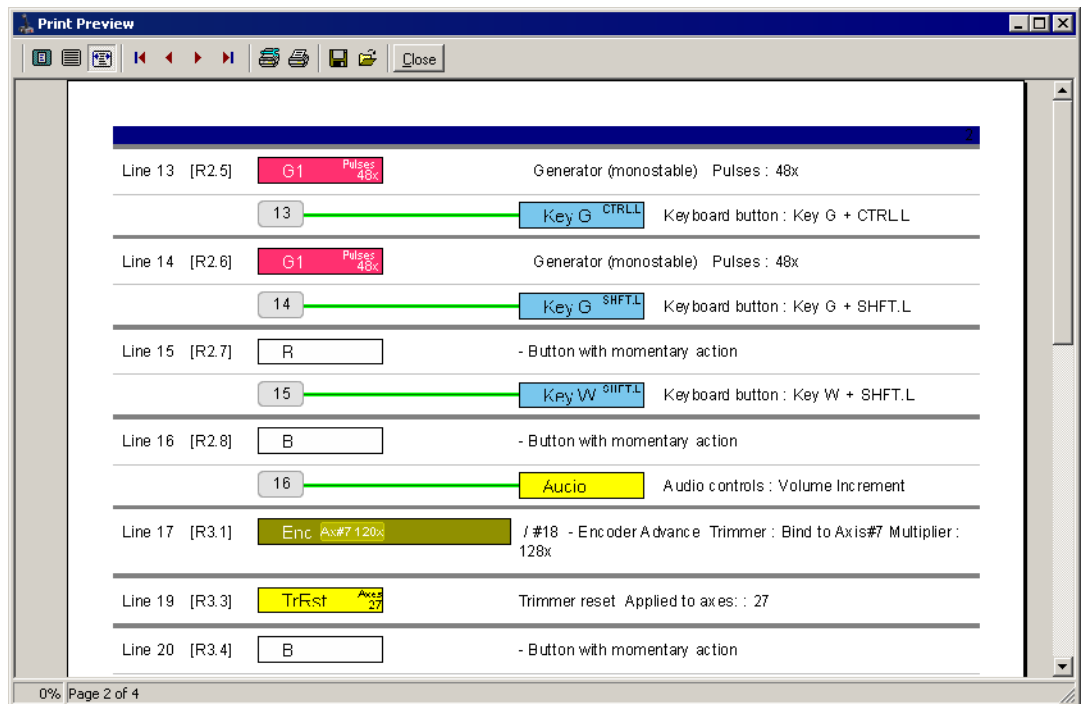 Print Preview
Close
2
Line 13 [R2.5] G1 Pulses 48x Generator (monostable) Pulses : 48x
13 Key G CTRL.L Keyboard button : Key G + CTRL.L
Line 14 [R2.6] G1 Pulses 48x Generator (monostable) Pulses : 48x
14 Key G SHFT.L Keyboard button : Key G + SHFT.L
Line 15 [R2.7] B - Button with momentary action
15 Key W SHFT.L Keyboard button : Key W + SHFT.L
Line 16 [R2.8] B - Button with momentary action
16 Aucio Audio controls : Volume Increment
Line 17 [R3.1] Enc Ax#7 120x / #18 - Encoder Advance Trimmer : Bind to Axis#7 Multiplier :
128x
Line 19 [R3.3] TrRst Axes 27 Trimmer reset Applied to axes: : 27
Line 20 [R3.4] B - Button with momentary action
0% Page 2 of 4